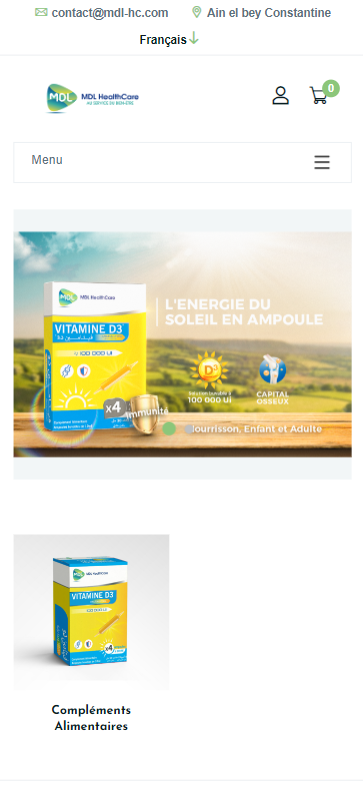 contact@mdl-hc.com Ain el bey Constantine
Français
MDL MDL HealthCare
AU SERVICE DU BIEN-ÊTRE
0
Menu
L'ENERGIE DU
SOLEIL EN AMPOULE
MDL HealthCare
VITAMINE D3
100 000 UI
D3
100 000 UI
CAPITAL
OSSEUX
x4
Immunité
Nourrisson, Enfant et Adulte
MDL HealthCare
VITAMINE D3
100 000 UI
x4
Compléments
Alimentaires